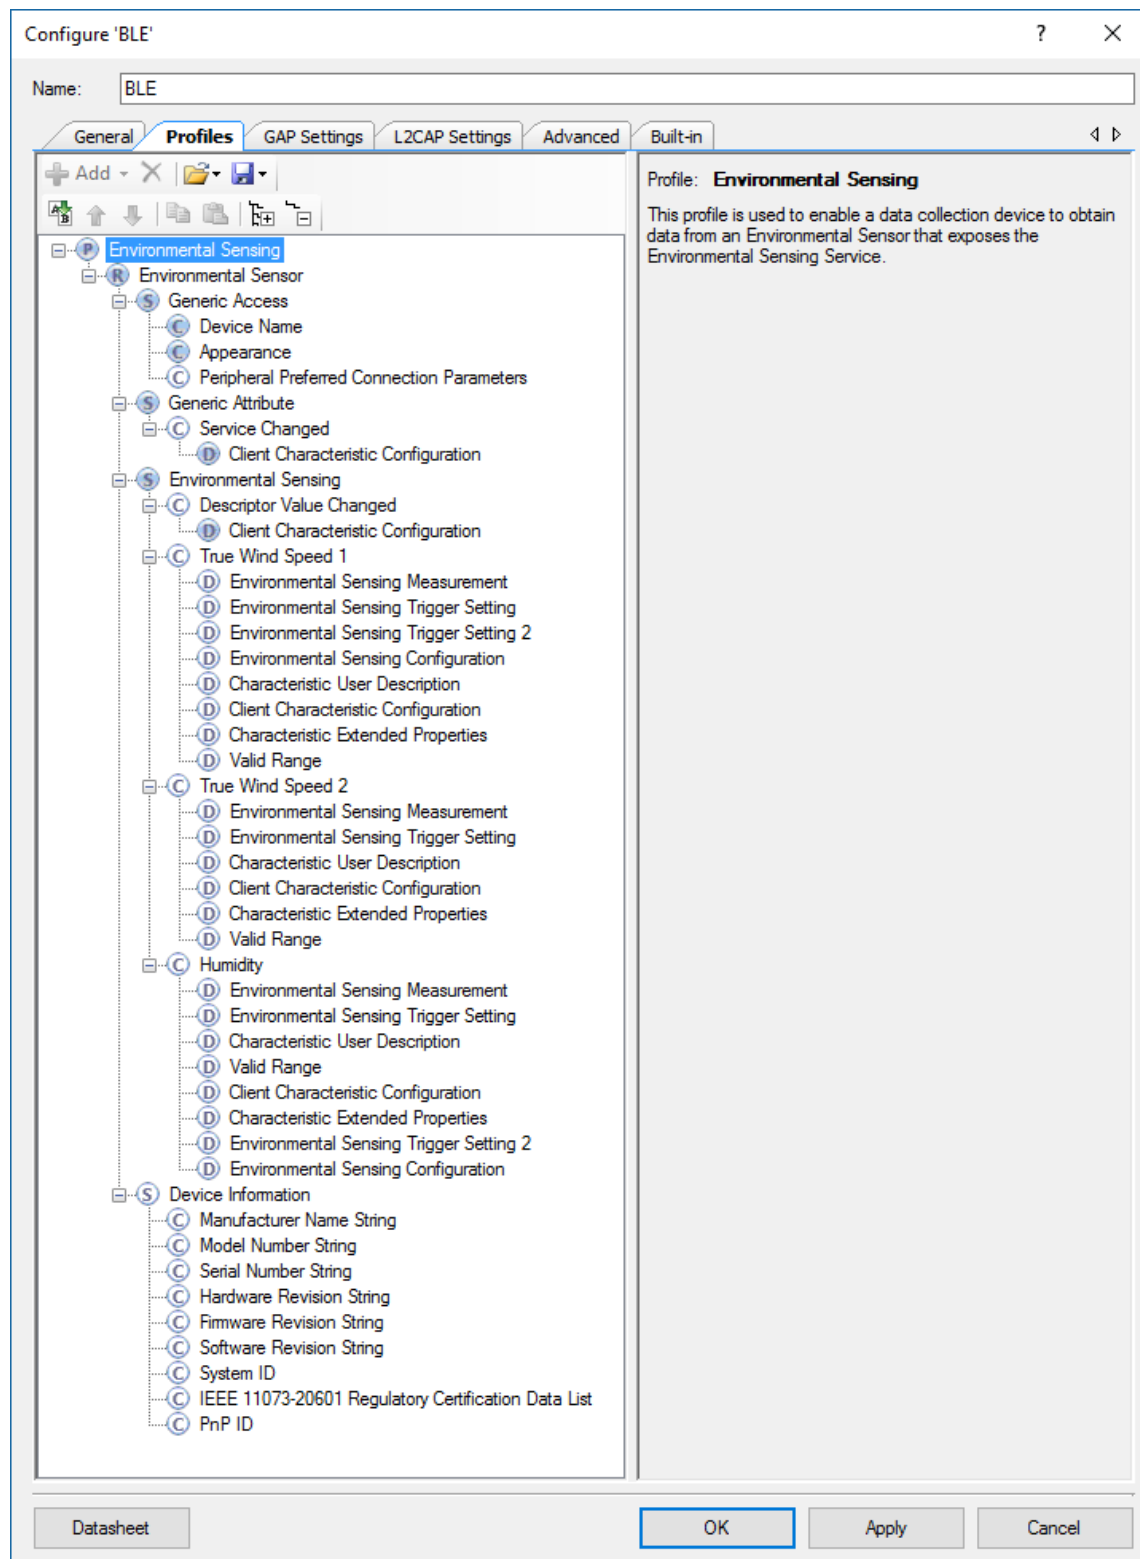 Configure 'BLE'
?
Name:
BLE
General
Profiles
GAP Settings
L2CAP Settings
Advanced
Built-in
Add
Profile: Environmental Sensing
This profile is used to enable a data collection device to obtain
data from an Environmental Sensor that exposes the
Environmental Sensing Service.
P Environmental Sensing
R Environmental Sensor
S Generic Access
C Device Name
C Appearance
C Peripheral Preferred Connection Parameters
S Generic Attribute
C Service Changed
D Client Characteristic Configuration
S Environmental Sensing
C Descriptor Value Changed
D Client Characteristic Configuration
C True Wind Speed 1
D Environmental Sensing Measurement
D Environmental Sensing Trigger Setting
D Environmental Sensing Trigger Setting 2
D Environmental Sensing Configuration
D Characteristic User Description
D Client Characteristic Configuration
D Characteristic Extended Properties
D Valid Range
C True Wind Speed 2
D Environmental Sensing Measurement
D Environmental Sensing Trigger Setting
D Characteristic User Description
D Client Characteristic Configuration
D Characteristic Extended Properties
D Valid Range
C Humidity
D Environmental Sensing Measurement
D Environmental Sensing Trigger Setting
D Characteristic User Description
D Valid Range
D Client Characteristic Configuration
D Characteristic Extended Properties
D Environmental Sensing Trigger Setting 2
D Environmental Sensing Configuration
S Device Information
C Manufacturer Name String
C Model Number String
C Serial Number String
C Hardware Revision String
C Firmware Revision String
C Software Revision String
C System ID
C IEEE 11073-20601 Regulatory Certification Data List
C PnP ID
Datasheet
OK
Apply
Cancel